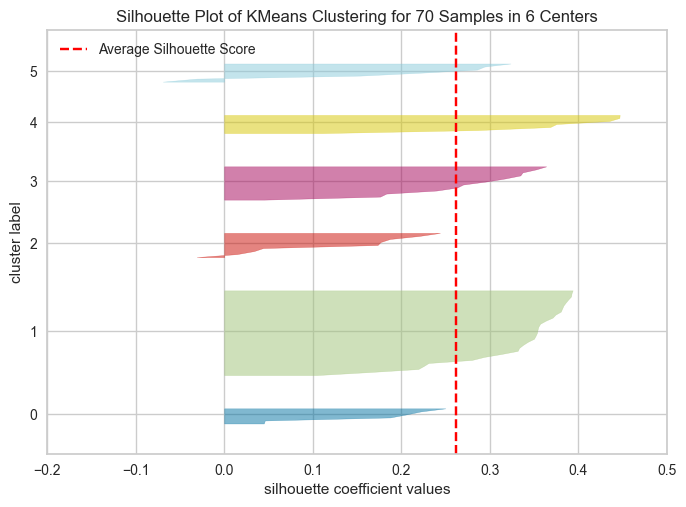 Silhouette Plot of KMeans Clustering for 70 Samples in 6 Centers
Average Silhouette Score
cluster label
5
4
3
2
1
0
-0.2 -0.1 0.0 0.1 0.2 0.3 0.4 0.5
silhouette coefficient values